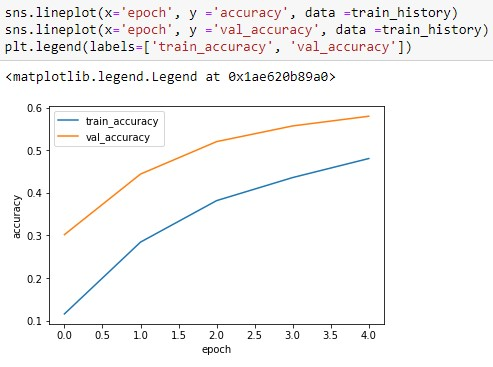 sns.lineplot(x='epoch', y ='accuracy', data =train_history)
sns.lineplot(x='epoch', y ='val_accuracy', data =train_history)
plt.legend(labels=['train_accuracy', 'val_accuracy'])
<matplotlib.legend.Legend at 0x1ae620b89a0>
train_accuracy
val_accuracy
0.6
0.5
0.4
0.3
0.2
0.1
accuracy
0.0 0.5 1.0 1.5 2.0 2.5 3.0 3.5 4.0
epoch